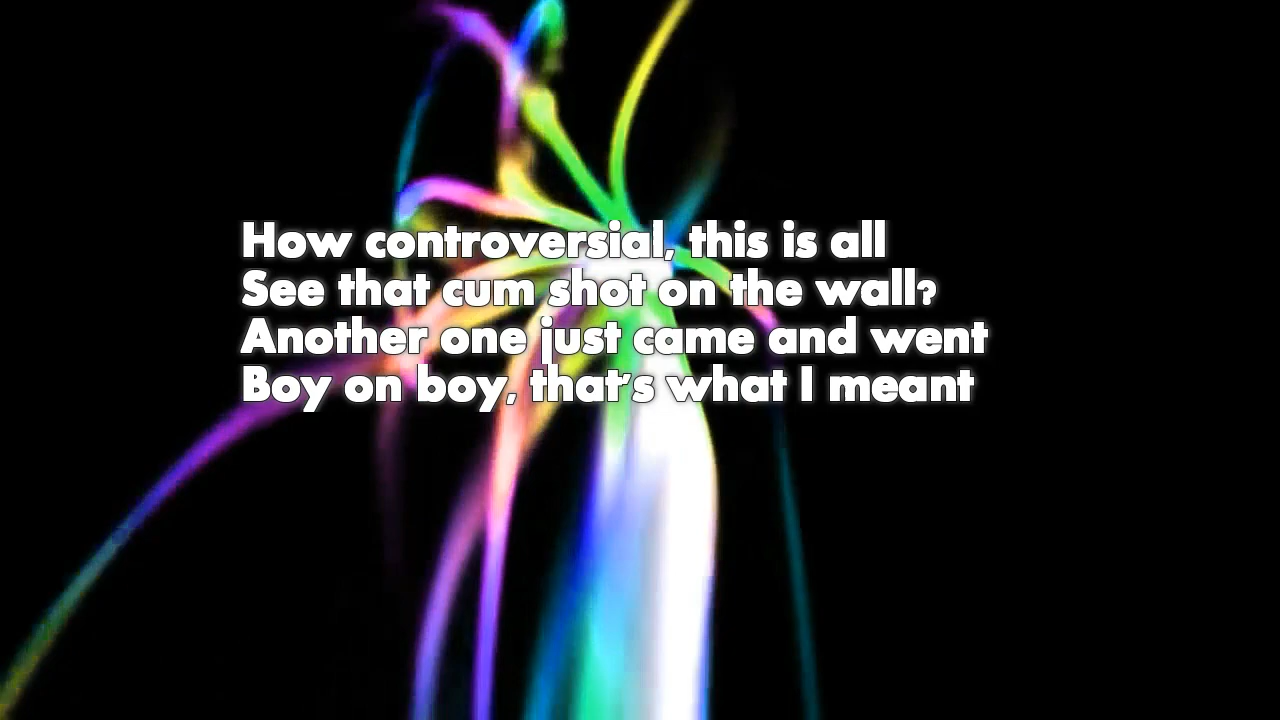 How controversial, this is all
See that cum shot on the wall?
Another one just came and went
Boy on boy, that's what I meant